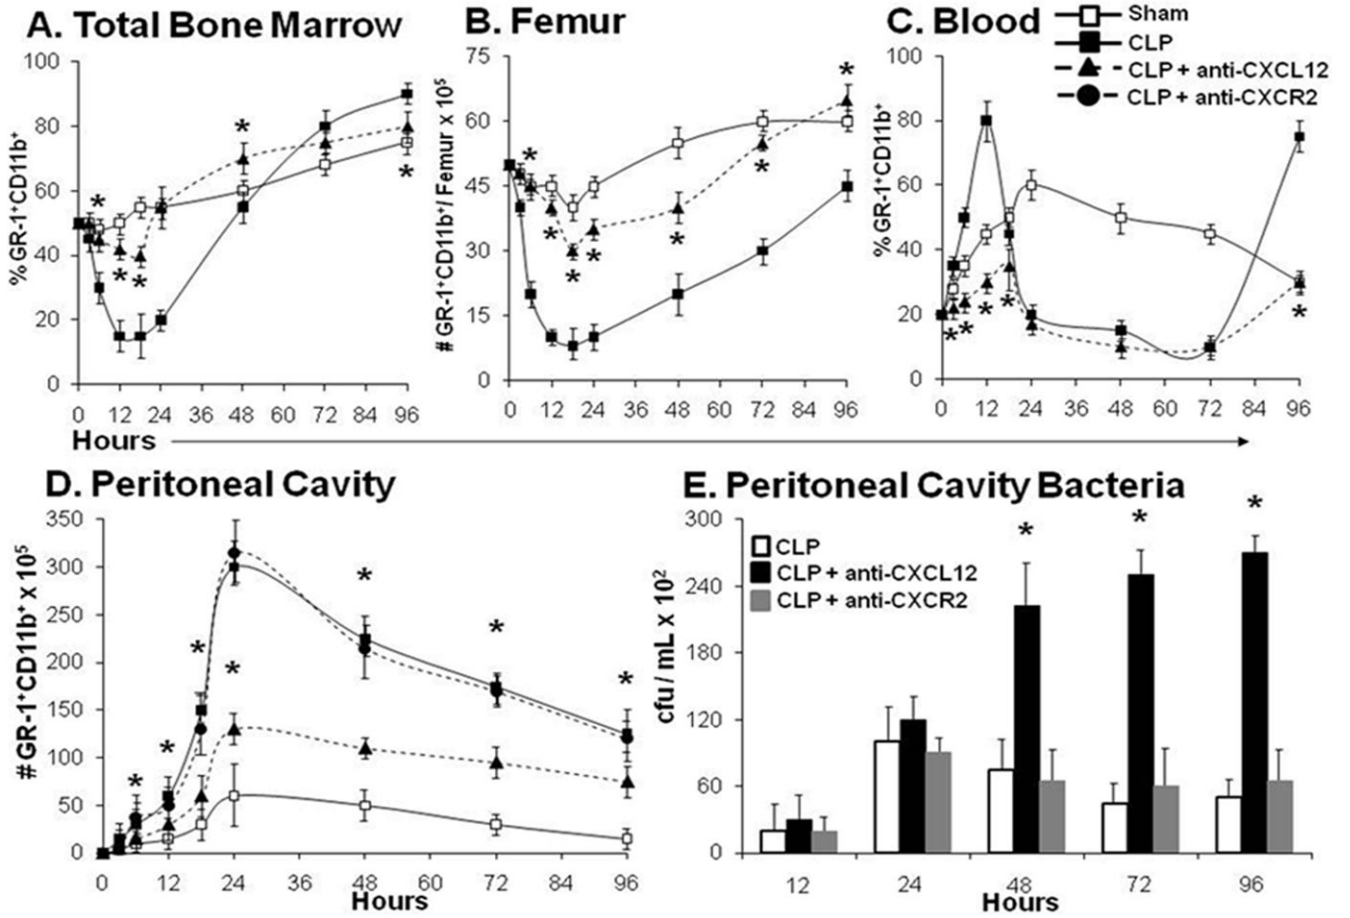 A. Total Bone Marrow
B. Femur
C. Blood
Sham
CLP
CLP + anti-CXCL12
CLP + anti-CXCR2
%GR-1⁺CD11b⁺
100
80
60
40
20
0
0 12 24 36 48 60 72 84 96
* * * * * *
# GR-1⁺CD11b⁺/ Femur x 10⁵
75
60
45
30
15
0
0 12 24 36 48 60 72 84 96
* * * * * * *
%GR-1⁺CD11b⁺
100
80
60
40
20
0
0 12 24 36 48 60 72 84 96
* * * * *
Hours
D. Peritoneal Cavity
#GR-1⁺CD11b⁺ x 10⁵
350
300
250
200
150
100
50
0
0 12 24 36 48 60 72 84 96
* * * * * * *
Hours
E. Peritoneal Cavity Bacteria
CLP
CLP + anti-CXCL12
CLP + anti-CXCR2
cfu/ mL x 10²
300
240
180
120
60
0
12 24 48 72 96
* * *
Hours